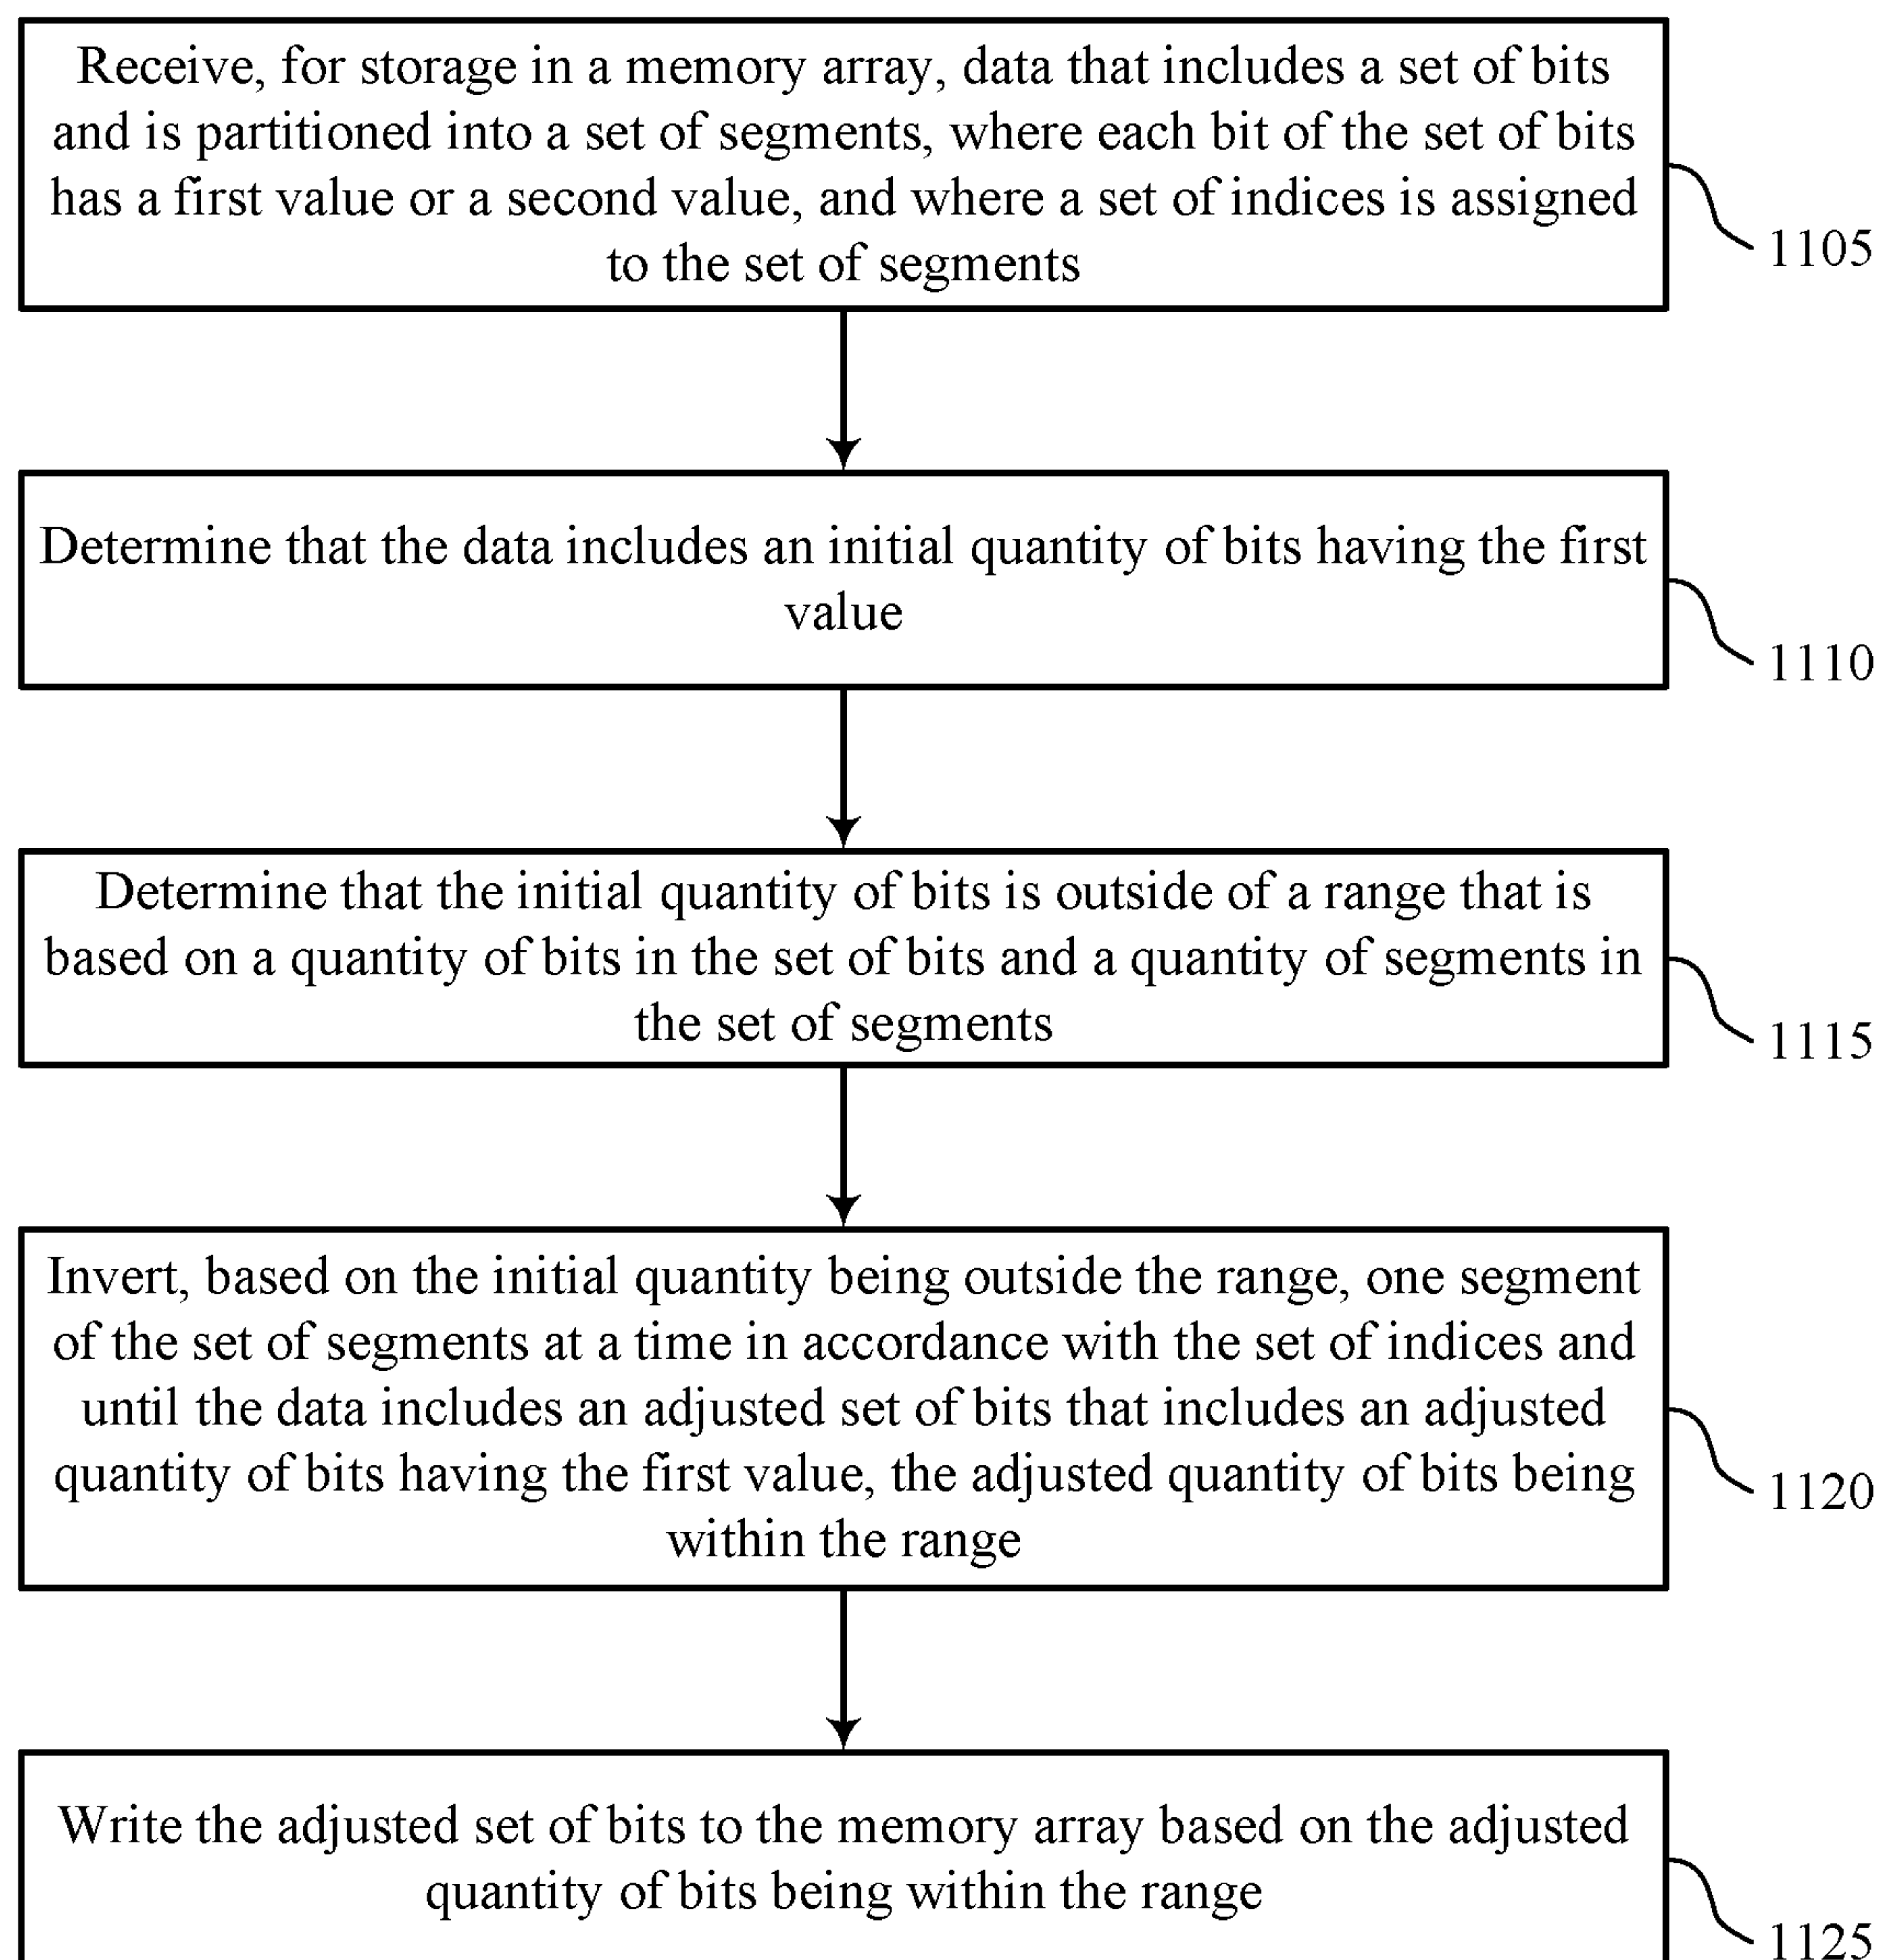 Receive, for storage in a memory array, data that includes a set of bits
and is partitioned into a set of segments, where each bit of the set of bits
has a first value or a second value, and where a set of indices is assigned
to the set of segments
1105
Determine that the data includes an initial quantity of bits having the first
value
1110
Determine that the initial quantity of bits is outside of a range that is
based on a quantity of bits in the set of bits and a quantity of segments in
the set of segments
1115
Invert, based on the initial quantity being outside the range, one segment
of the set of segments at a time in accordance with the set of indices and
until the data includes an adjusted set of bits that includes an adjusted
quantity of bits having the first value, the adjusted quantity of bits being
within the range
1120
Write the adjusted set of bits to the memory array based on the adjusted
quantity of bits being within the range
1125